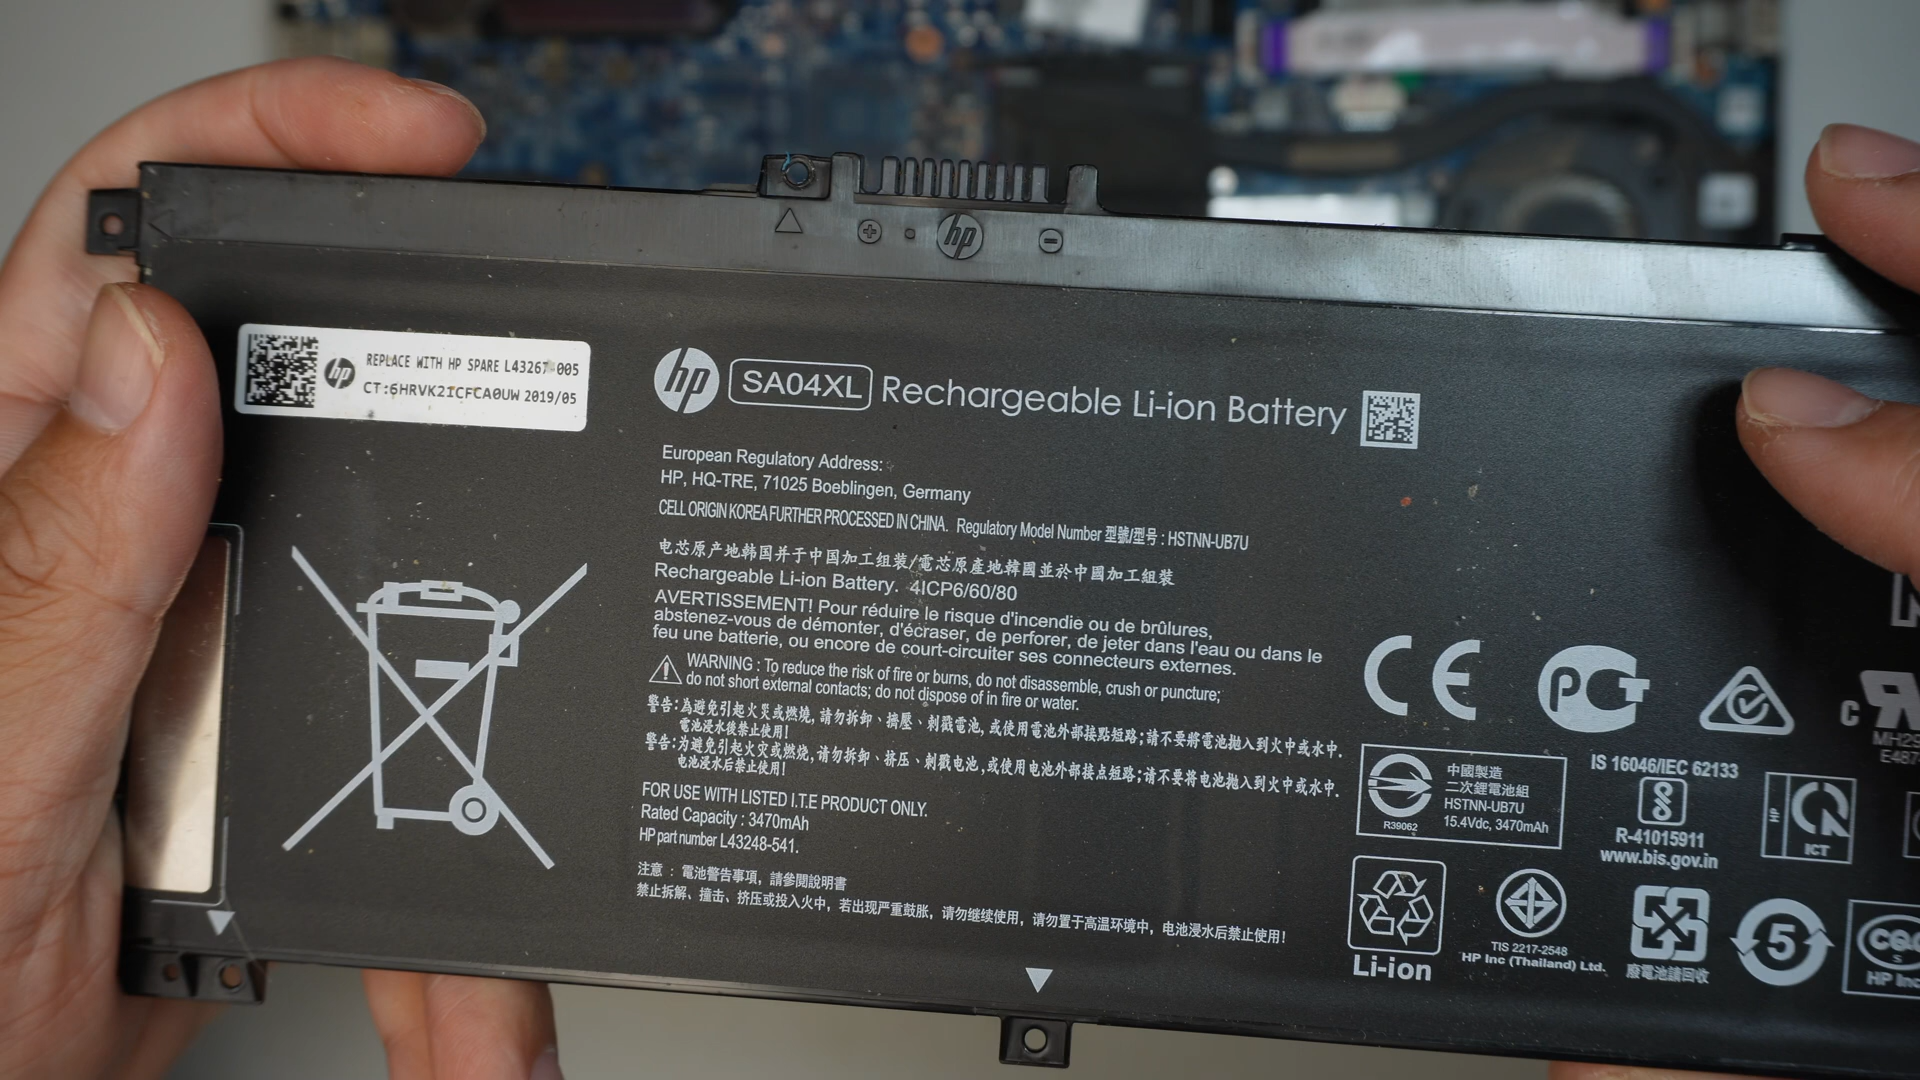 REPLACE WITH HP SPARE L43267-005
CT:6HRVK21CFCA0UW 2019/05
hp
hp
hp SA04XL Rechargeable Li-ion Battery
European Regulatory Address:
HP, HQ-TRE, 71025 Boeblingen, Germany
CELL ORIGIN KOREA FURTHER PROCESSED IN CHINA. Regulatory Model Number 型號/型号 : HSTNN-UB7U
电芯原产地韩国并于中国加工组装/電芯原產地韓國並於中國加工組裝
Rechargeable Li-ion Battery. 4ICP6/60/80
AVERTISSEMENT! Pour réduire le risque d'incendie ou de brûlures,
abstenez-vous de démonter, d'écraser, de perforer, de jeter dans l'eau ou dans le
feu une batterie, ou encore de court-circuiter ses connecteurs externes.
WARNING : To reduce the risk of fire or burns, do not disassemble, crush or puncture;
do not short external contacts; do not dispose of in fire or water.
警告:為避免引起火災或燃燒, 請勿拆卸、擠壓、刺戳電池, 或使用電池外部接點短路;請不要將電池拋入到火中或水中.
電池浸水後禁止使用!
警告:为避免引起火灾或燃烧, 请勿拆卸、挤压、刺戳电池, 或使用电池外部接点短路;请不要将电池拋入到火中或水中.
电池浸水后禁止使用!
FOR USE WITH LISTED I.T.E PRODUCT ONLY.
Rated Capacity : 3470mAh
HP part number L43248-541.
注意 : 電池警告事項, 請參閱說明書
禁止拆解、撞击、挤压或投入火中, 若出现严重鼓胀, 请勿继续使用, 请勿置于高温环境中, 电池浸水后禁止使用!
CE
中國製造
二次鋰電池組
HSTNN-UB7U
15.4Vdc, 3470mAh
R39062
IS 16046/IEC 62133
R-41015911
www.bis.gov.in
HP
ICT
c
MH29
E487
Li-ion
TIS 2217-2548
HP Inc (Thailand) Ltd.
廢電池請回收
5
S
HP Inc